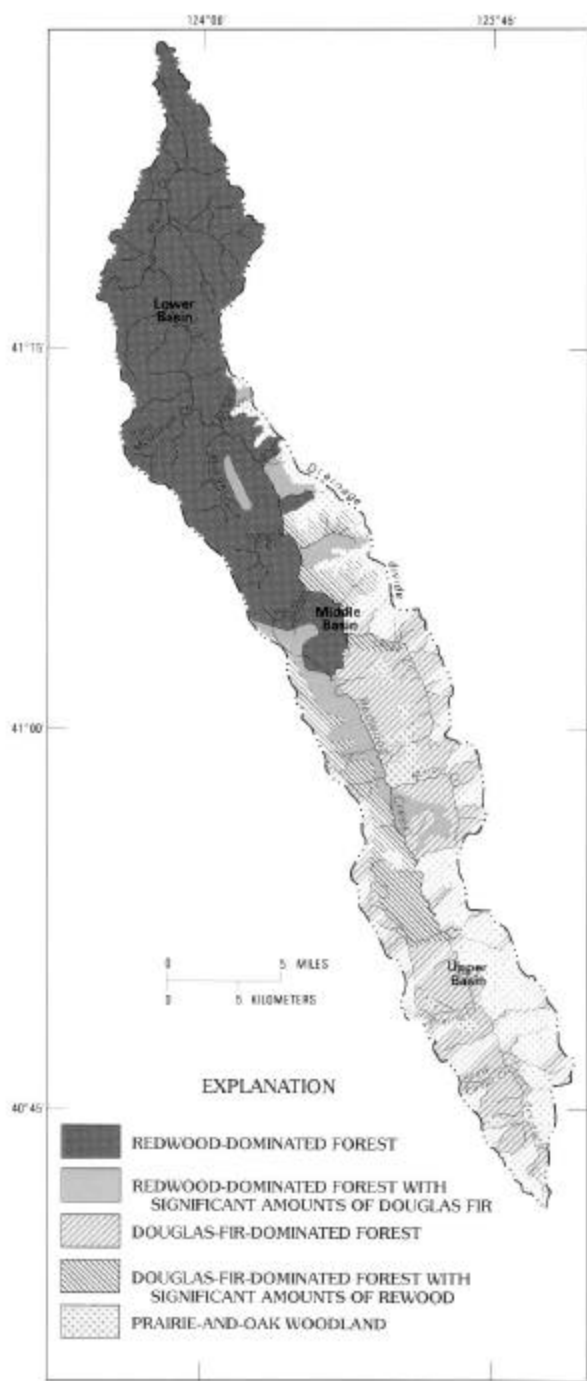 124°00'
123°45'
Lower
Basin
41°15'
Drainage
divide
Middle
Basin
41°00'
Creek
0 5 MILES
0 5 KILOMETERS
Upper
Basin
40°45'
EXPLANATION
REDWOOD-DOMINATED FOREST
REDWOOD-DOMINATED FOREST WITH
SIGNIFICANT AMOUNTS OF DOUGLAS FIR
DOUGLAS-FIR-DOMINATED FOREST
DOUGLAS-FIR-DOMINATED FOREST WITH
SIGNIFICANT AMOUNTS OF REWOOD
PRAIRIE-AND-OAK WOODLAND